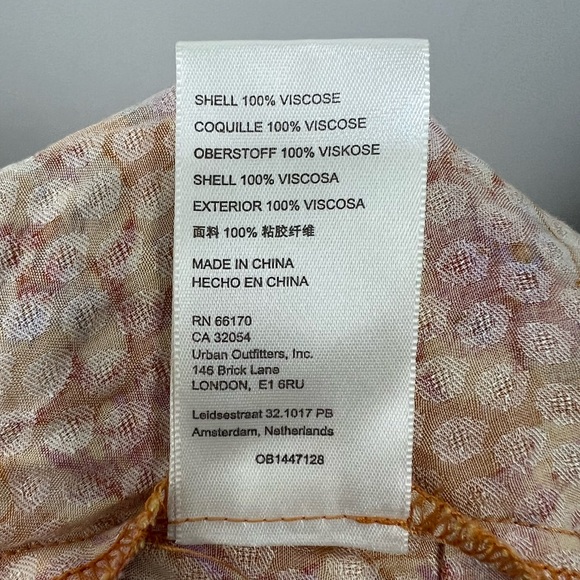 SHELL 100% VISCOSE
COQUILLE 100% VISCOSE
OBERSTOFF 100% VISKOSE
SHELL 100% VISCOSA
EXTERIOR 100% VISCOSA
面料 100% 粘胶纤维
MADE IN CHINA
HECHO EN CHINA
RN 66170
CA 32054
Urban Outfitters, Inc.
146 Brick Lane
LONDON, E1 6RU
Leidsestraat 32.1017 PB
Amsterdam, Netherlands
OB1447128